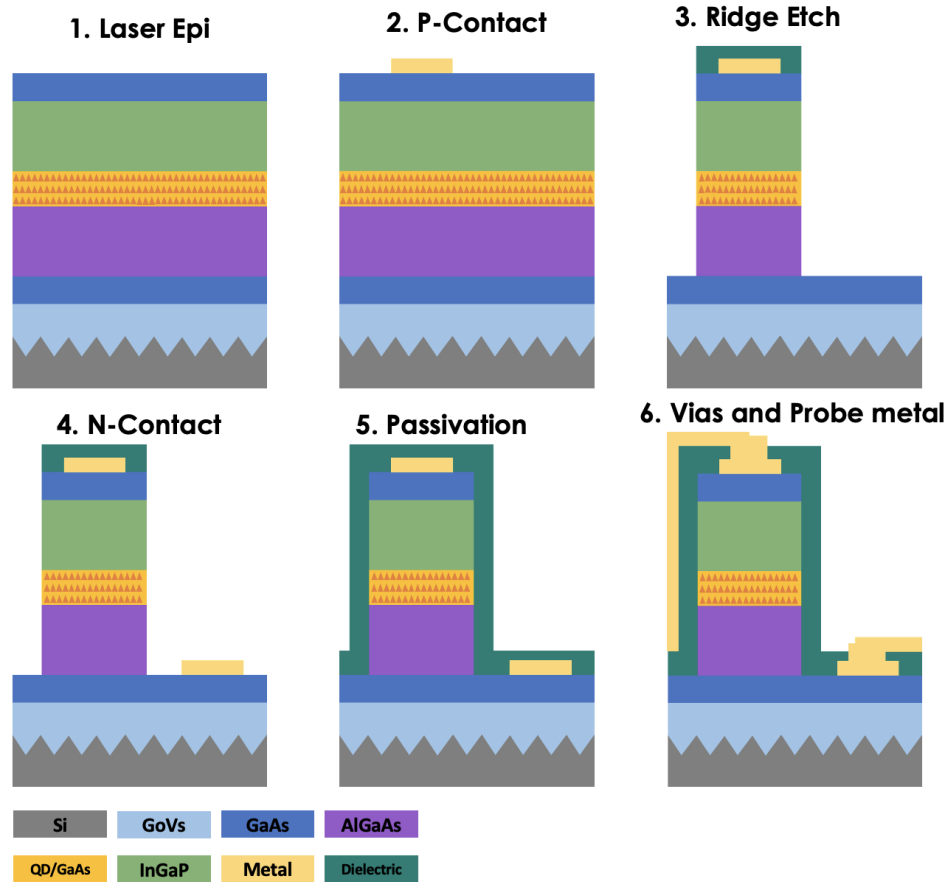 1. Laser Epi
2. P-Contact
3. Ridge Etch
4. N-Contact
5. Passivation
6. Vias and Probe metal
Si
GoVs
GaAs
AlGaAs
QD/GaAs
InGaP
Metal
Dielectric